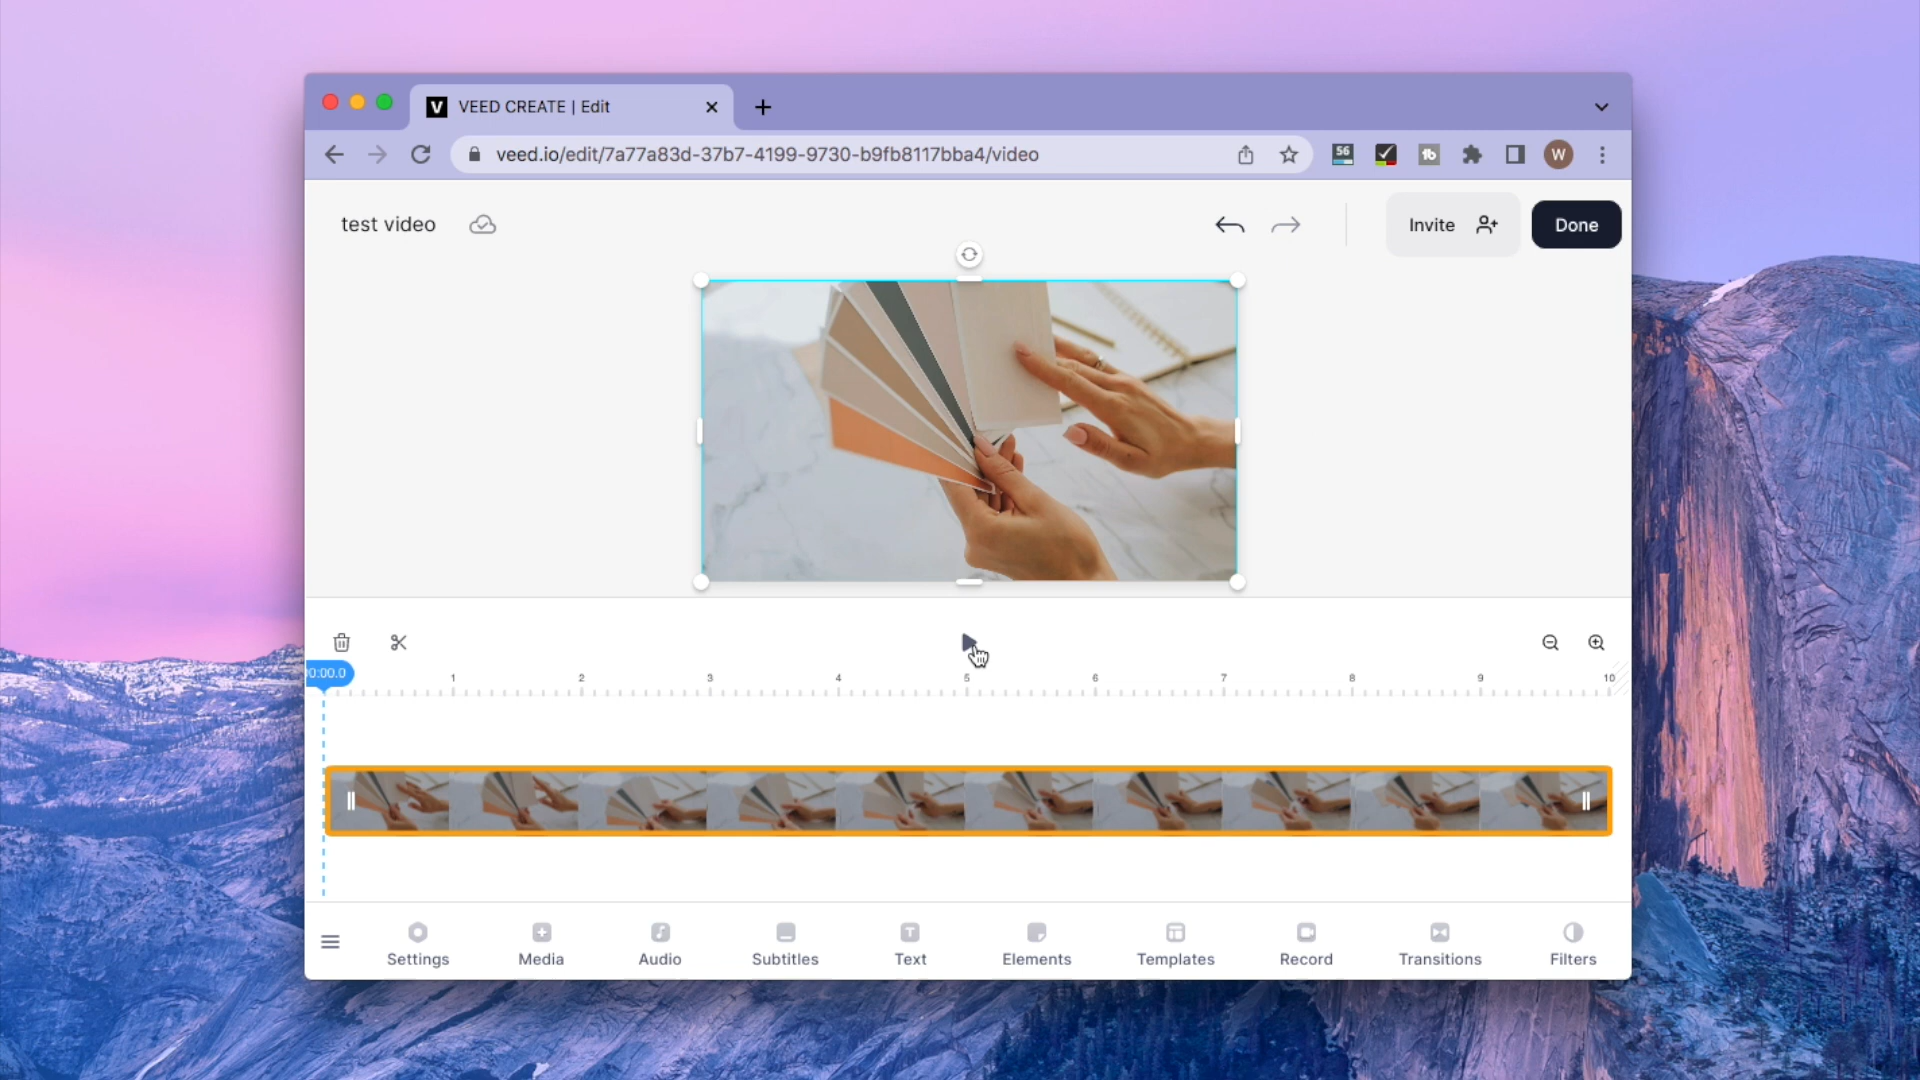 V VEED CREATE | Edit
veed.io/edit/7a77a83d-37b7-4199-9730-b9fb8117bba4/video
56
W
test video
Invite
Done
0:00.0
1 2 3 4 5 6 7 8 9 10
Settings Media Audio Subtitles Text Elements Templates Record Transitions Filters